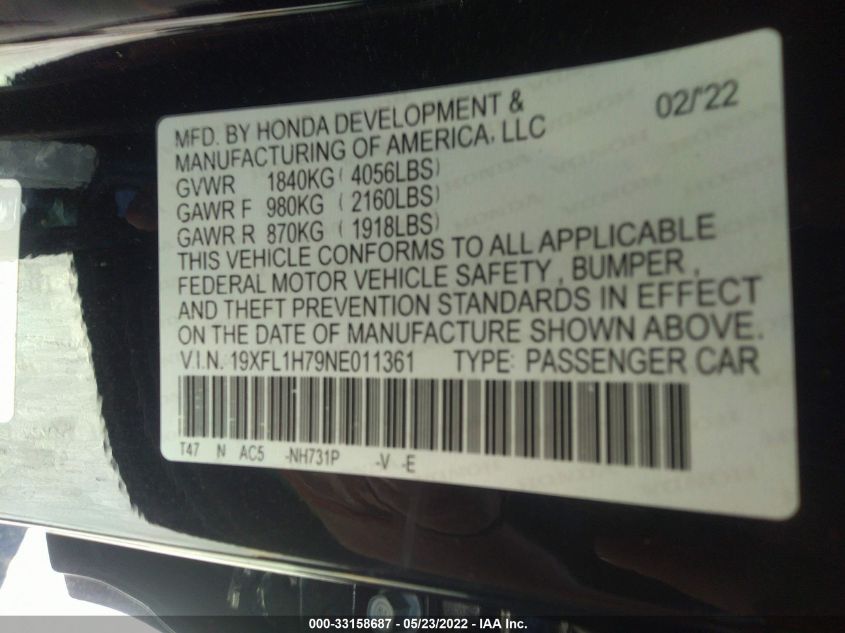 02/'22
MFD. BY HONDA DEVELOPMENT &
MANUFACTURING OF AMERICA, LLC
GVWR 1840KG ( 4056LBS)
GAWR F 980KG ( 2160LBS)
GAWR R 870KG ( 1918LBS)
THIS VEHICLE CONFORMS TO ALL APPLICABLE
FEDERAL MOTOR VEHICLE SAFETY , BUMPER ,
AND THEFT PREVENTION STANDARDS IN EFFECT
ON THE DATE OF MANUFACTURE SHOWN ABOVE.
V.I.N. 19XFL1H79NE011361 TYPE: PASSENGER CAR
T47 N AC5 -NH731P -V -E
000-33158687 - 05/23/2022 - IAA Inc.